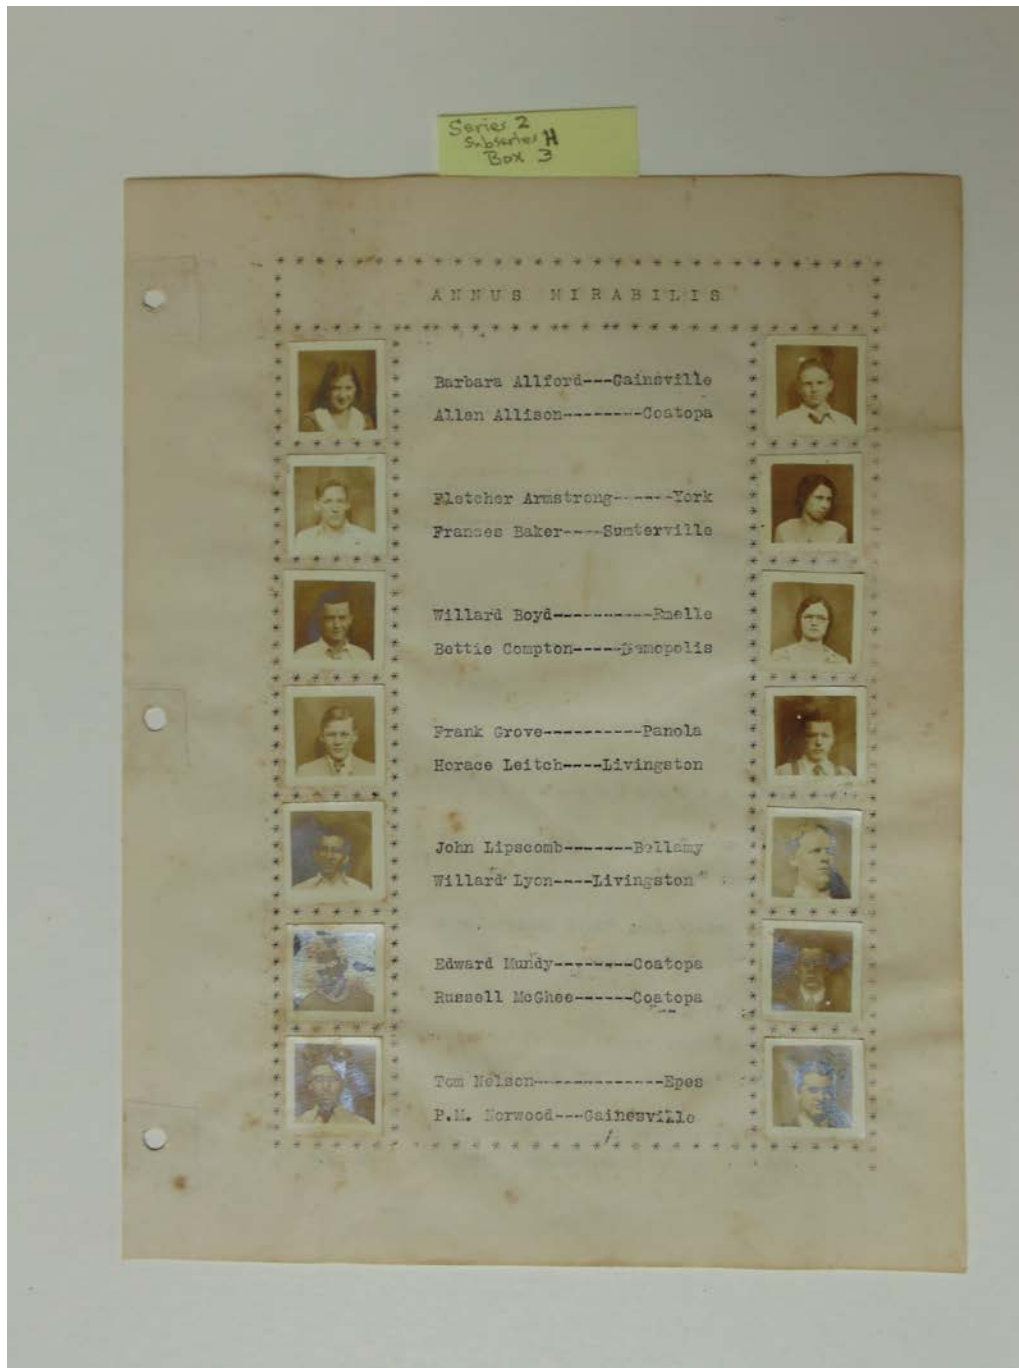 Series 2
Subseries H
Box 3
ANNUS MIRABILIS
Barbara Allford---Gainsville
Allen Allison--------Coatopa
Fletcher Armstrong-------York
Frances Baker----Sumterville
Willard Boyd-----------Emelle
Bettie Compton-----Demopolis
Frank Grove----------Panola
Horace Leitch----Livingston
John Lipscomb-------Bellamy
Willard Lyon----Livingston
Edward Mundy--------Coatopa
Russell McGhee------Coatopa
Tom Nelson-------------Epes
P.M. Norwood---Gainesville